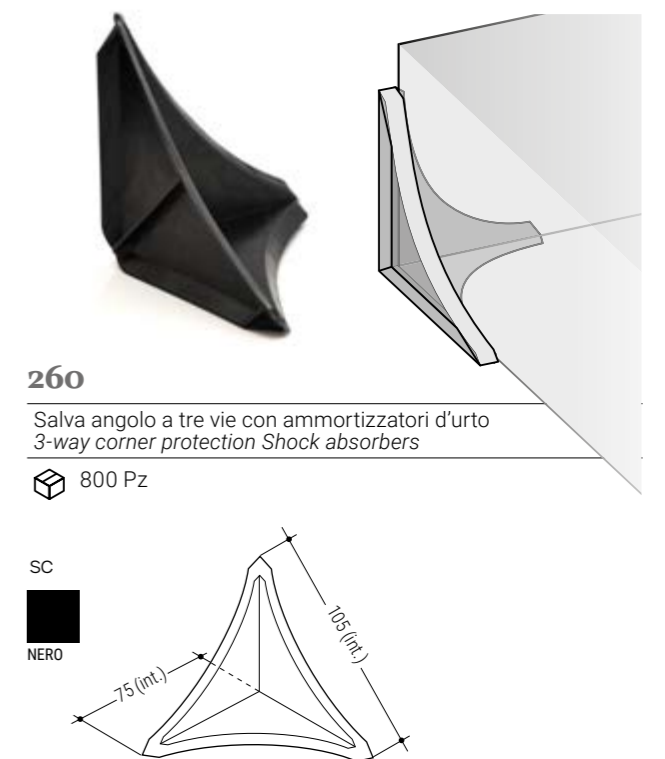 260
Salva angolo a tre vie con ammortizzatori d'urto
3-way corner protection Shock absorbers
800 Pz
SC
NERO
75 (int.)
105 (int.)